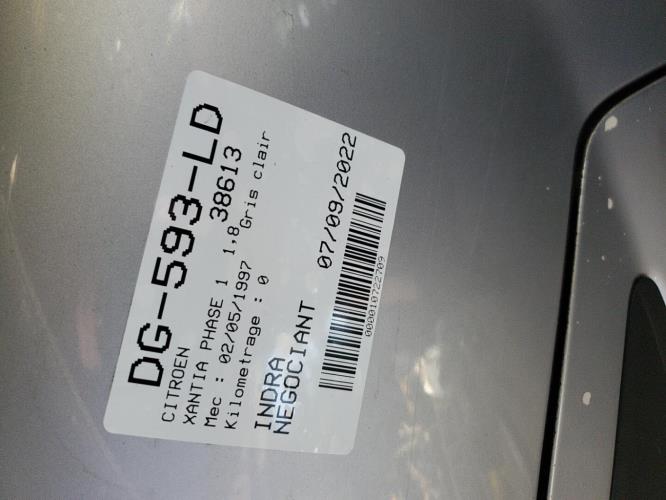 DG-593-LD
CITROEN
XANTIA PHASE 1 1,8
Mec : 02/05/1997 38613
Kilometrage : 0 Gris clair
INDRA
NEGOCIANT 07/09/2022
000010722709